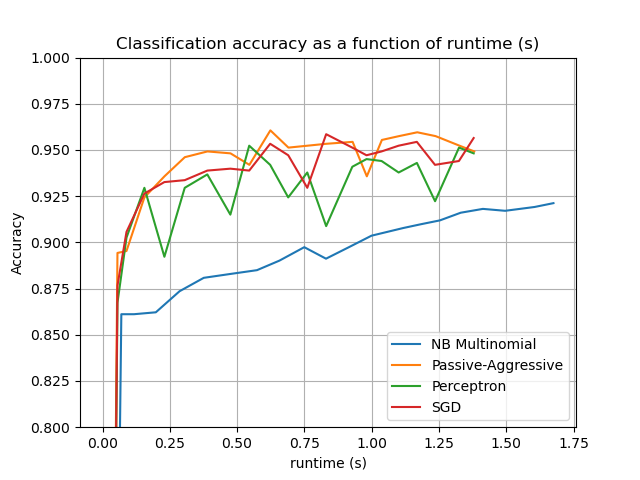 Classification accuracy as a function of runtime (s)
1.000
0.975
0.950
0.925
0.900
0.875
0.850
0.825
0.800
Accuracy
NB Multinomial
Passive-Aggressive
Perceptron
SGD
0.00 0.25 0.50 0.75 1.00 1.25 1.50 1.75
runtime (s)